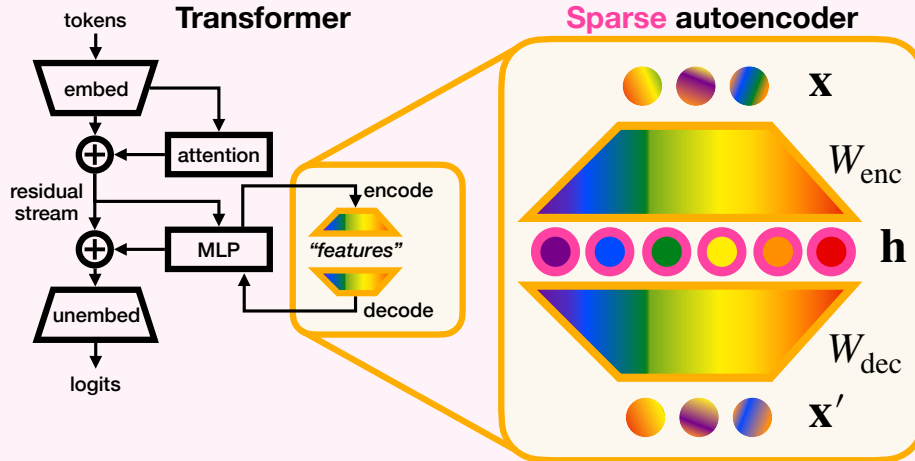 Transformer
tokens
embed
attention
residual
stream
MLP
unembed
logits
encode
“features”
decode
Sparse autoencoder
x
W_enc
h
W_dec
x′